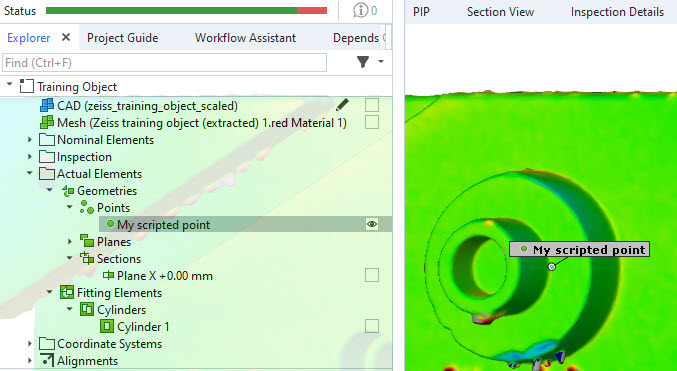 Status
0
PIP
Section View
Inspection Details
Explorer
Project Guide
Workflow Assistant
Depends
Find (Ctrl+F)
Training Object
CAD (zeiss_training_object_scaled)
Mesh (Zeiss training object (extracted) 1.red Material 1)
Nominal Elements
Inspection
Actual Elements
Geometries
Points
My scripted point
Planes
Sections
Plane X +0.00 mm
Fitting Elements
Cylinders
Cylinder 1
Coordinate Systems
Alignments
My scripted point